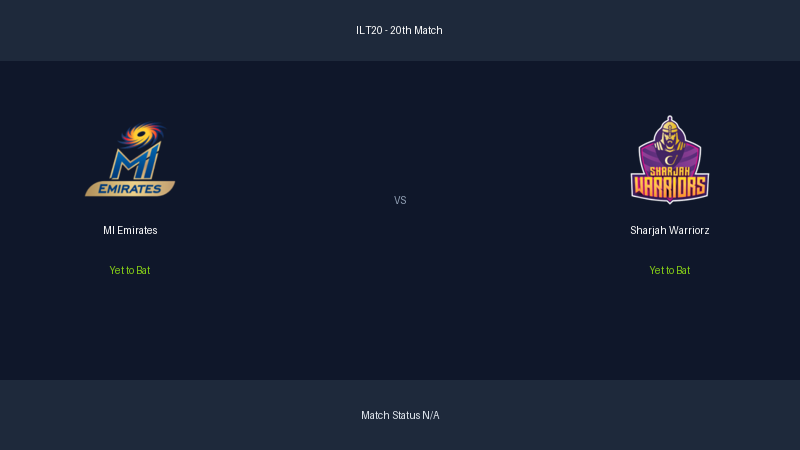 ILT20 - 20th Match
MI
EMIRATES
SHARJAH
WARRIORS
VS
MI Emirates
Sharjah Warriorz
Yet to Bat
Yet to Bat
Match Status N/A